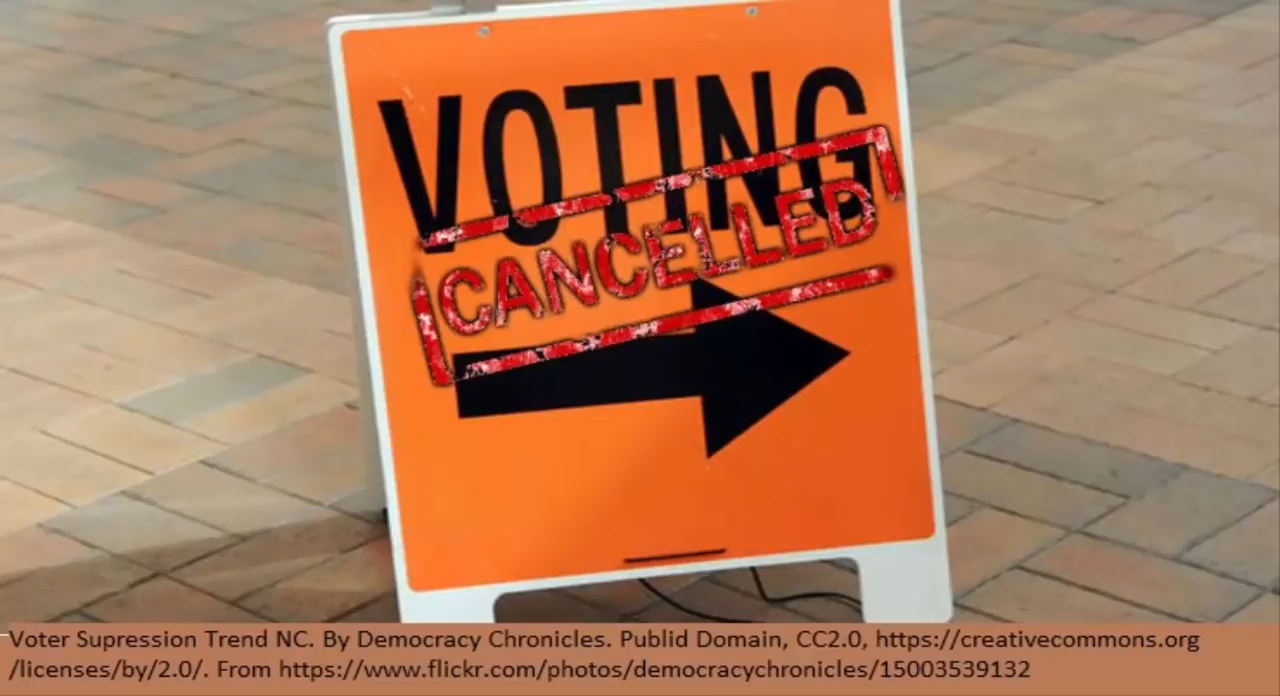 VOTING
CANCELLED
Voter Supression Trend NC. By Democracy Chronicles. Publid Domain, CC2.0, https://creativecommons.org
/licenses/by/2.0/. From https://www.flickr.com/photos/democracychronicles/15003539132